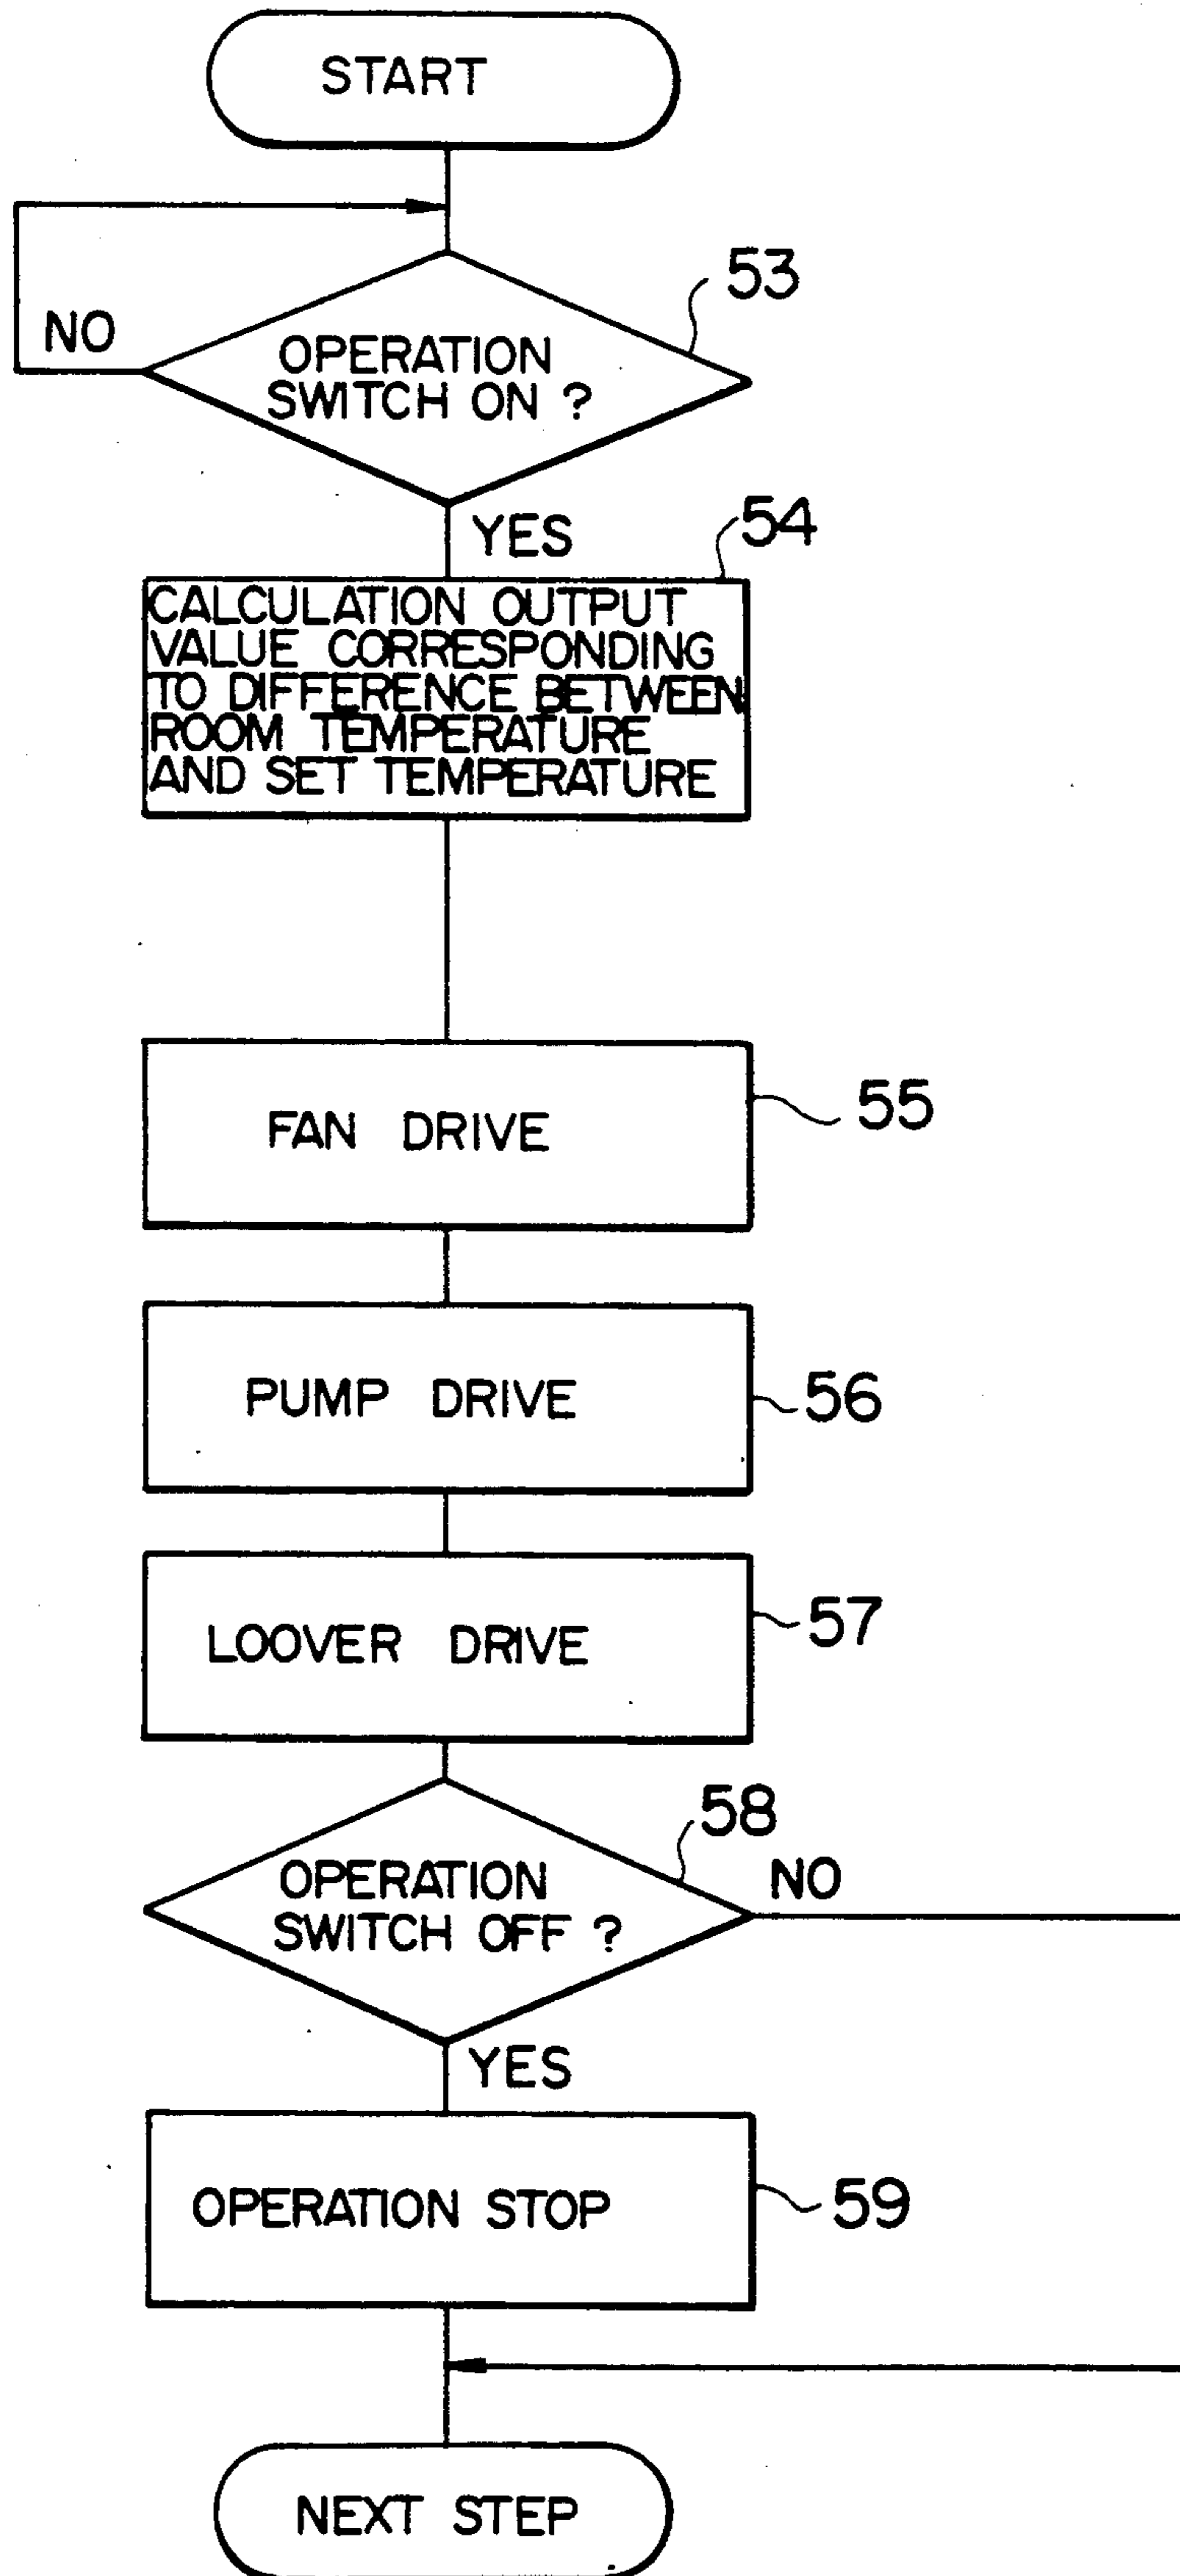 START
53
NO
OPERATION
SWITCH ON ?
YES
54
CALCULATION OUTPUT
VALUE CORRESPONDING
TO DIFFERENCE BETWEEN
ROOM TEMPERATURE
AND SET TEMPERATURE
FAN DRIVE
55
PUMP DRIVE
56
LOOVER DRIVE
57
58
NO
OPERATION
SWITCH OFF ?
YES
OPERATION STOP
59
NEXT STEP